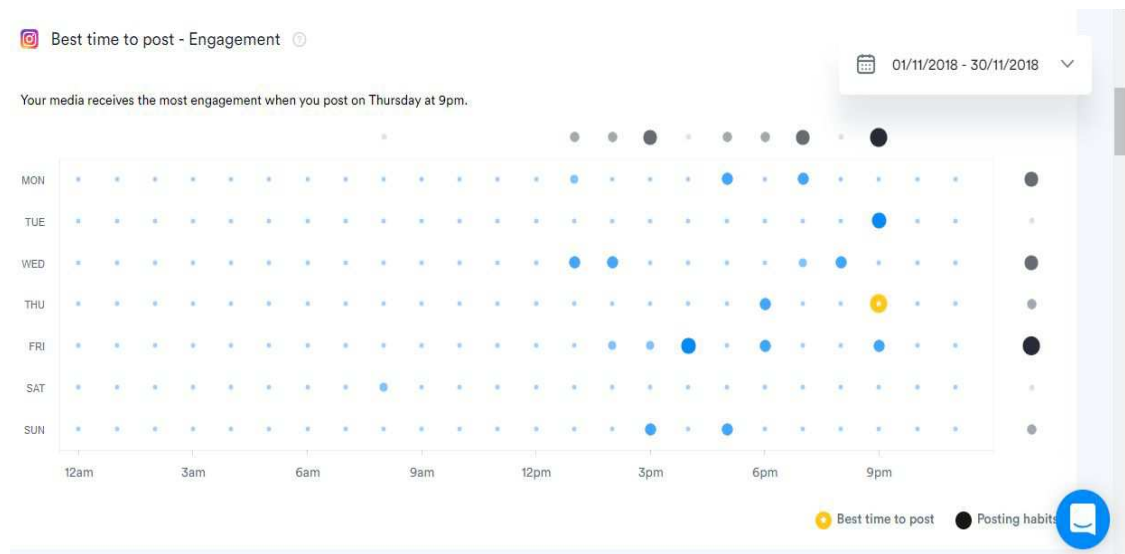 Best time to post - Engagement ?
01/11/2018 - 30/11/2018
Your media receives the most engagement when you post on Thursday at 9pm.
MON
TUE
WED
THU
FRI
SAT
SUN
12am 3am 6am 9am 12pm 3pm 6pm 9pm
Best time to post Posting habits